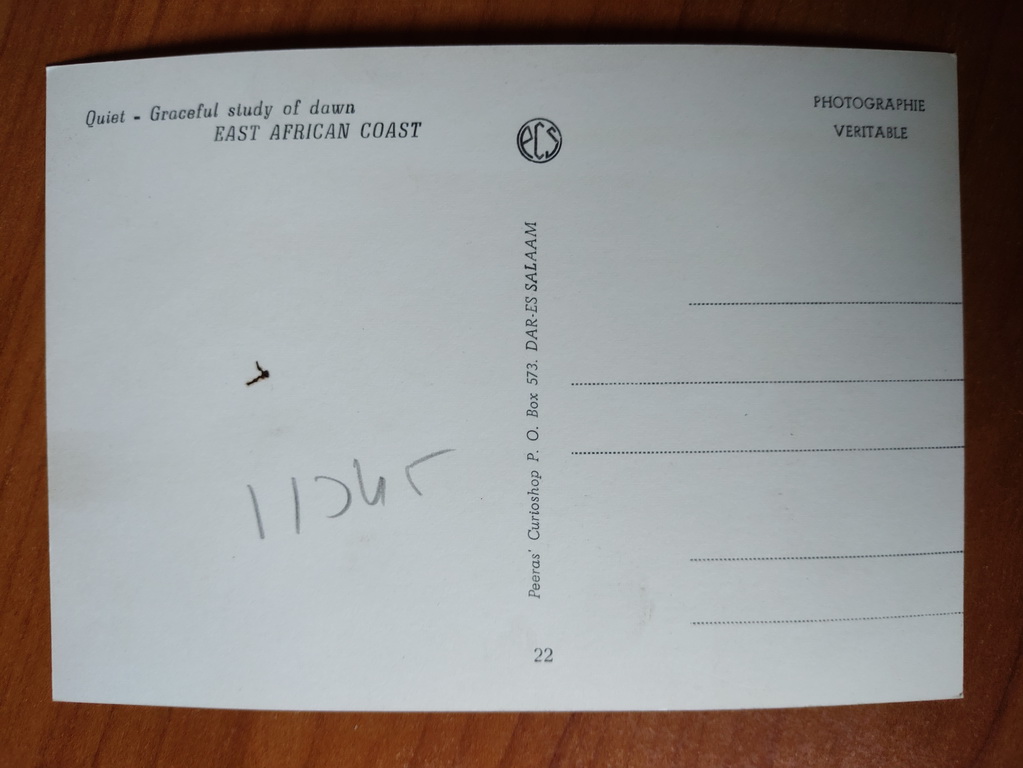 Quiet - Graceful study of dawn
EAST AFRICAN COAST
PCS
PHOTOGRAPHIE
VERITABLE
Peeras' Curioshop P. O. Box 573. DAR-ES SALAAM
22